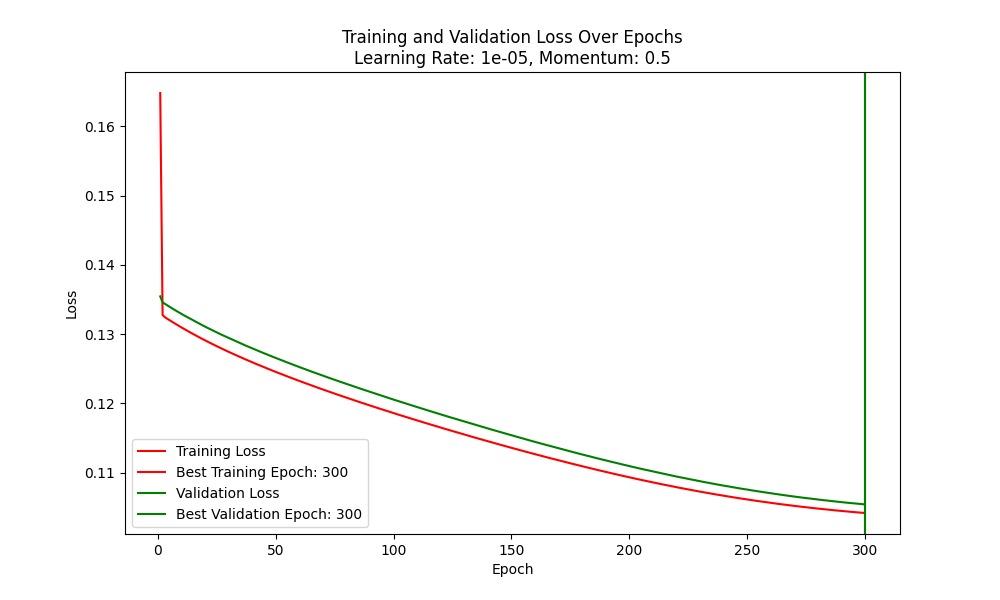 Training and Validation Loss Over Epochs
Learning Rate: 1e-05, Momentum: 0.5
Loss
0.16
0.15
0.14
0.13
0.12
0.11
Training Loss
Best Training Epoch: 300
Validation Loss
Best Validation Epoch: 300
0
50
100
150
200
250
300
Epoch